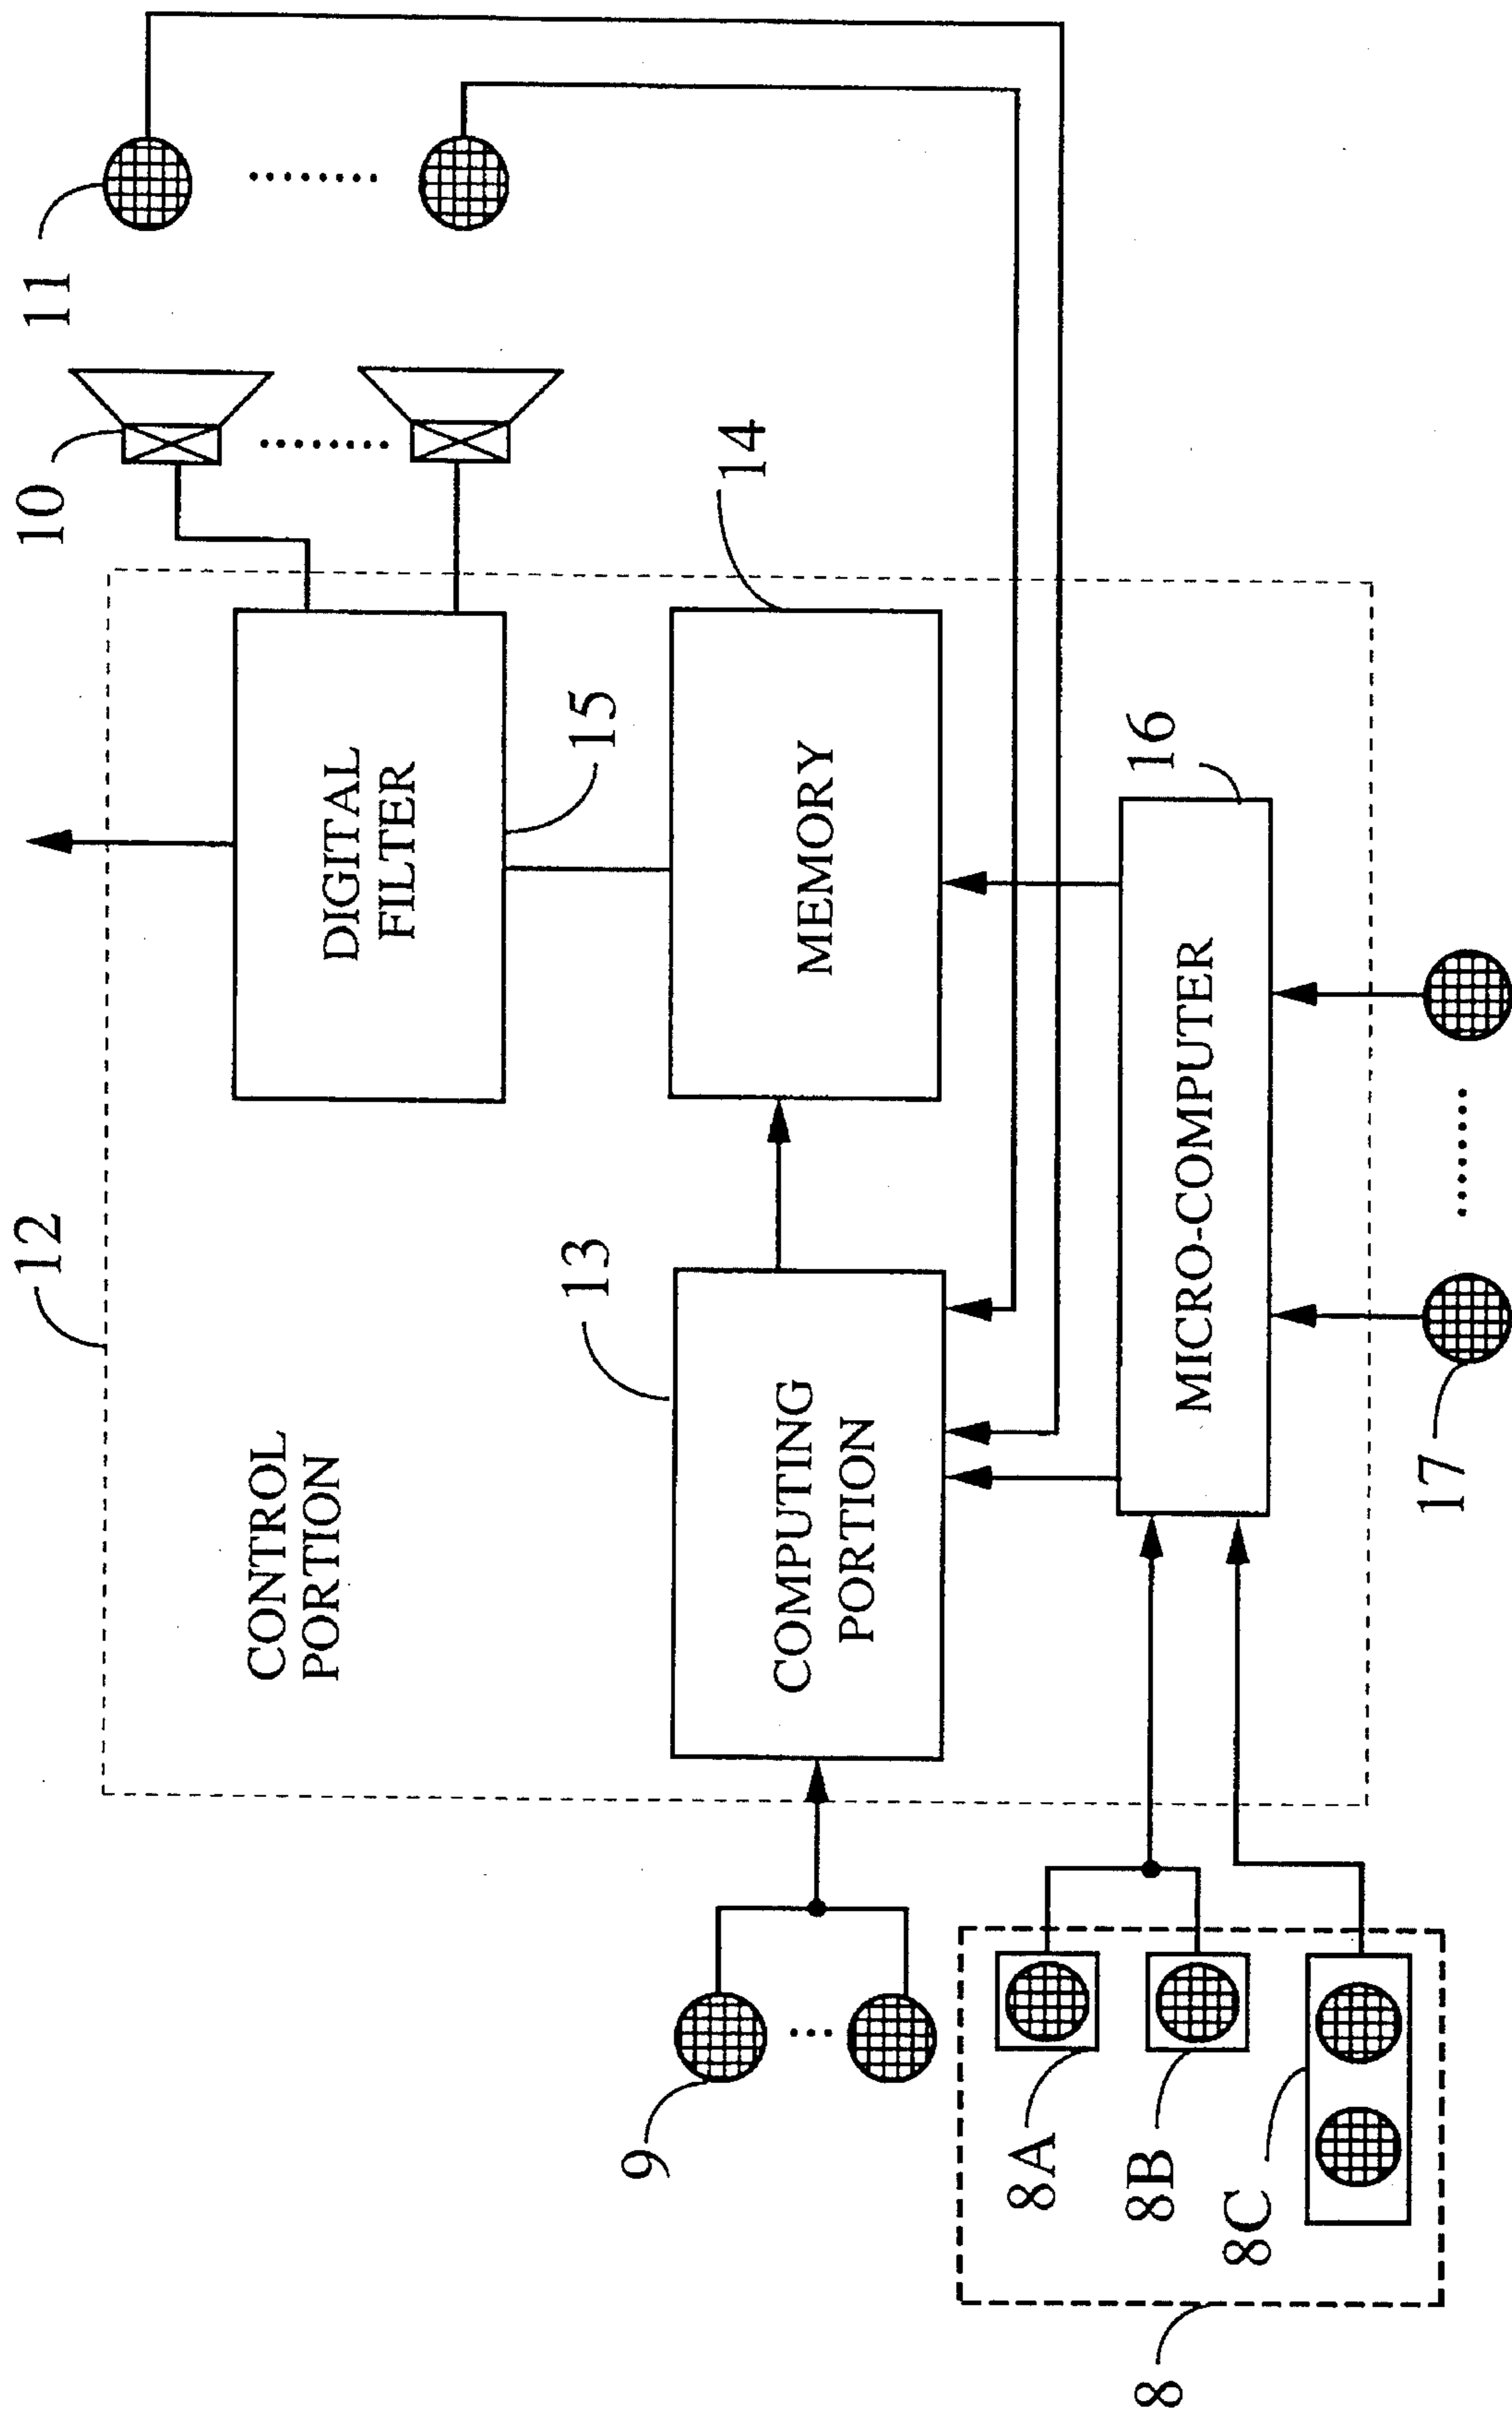 12
10
11
CONTROL
PORTION
DIGITAL
FILTER
15
14
9
13
COMPUTING
PORTION
MEMORY
8A
8B
8C
8
MICRO-COMPUTER
16
17